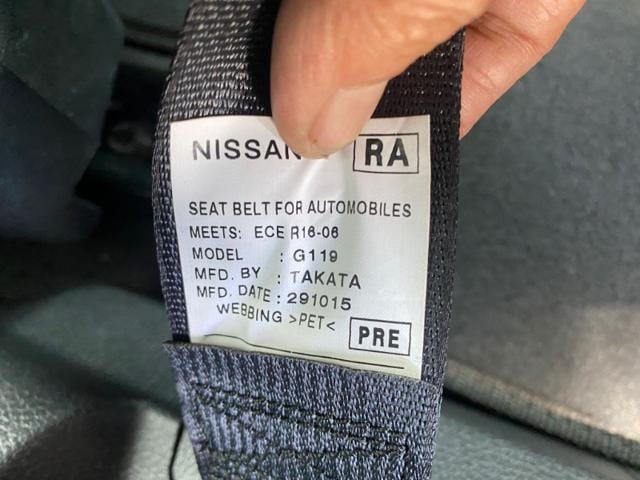 NISSAN RA
SEAT BELT FOR AUTOMOBILES
MEETS: ECE R16-06
MODEL : G119
MFD. BY : TAKATA
MFD. DATE : 291015
WEBBING >PET< PRE